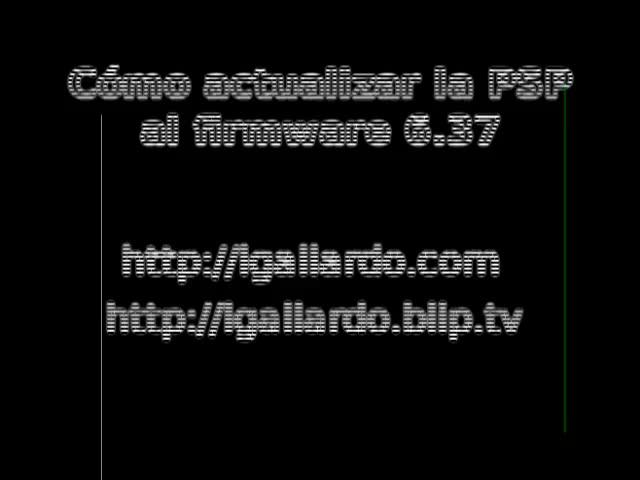 Cómo actualizar la PSP
al firmware 6.37
http://lgallardo.com
http://lgallardo.blip.tv